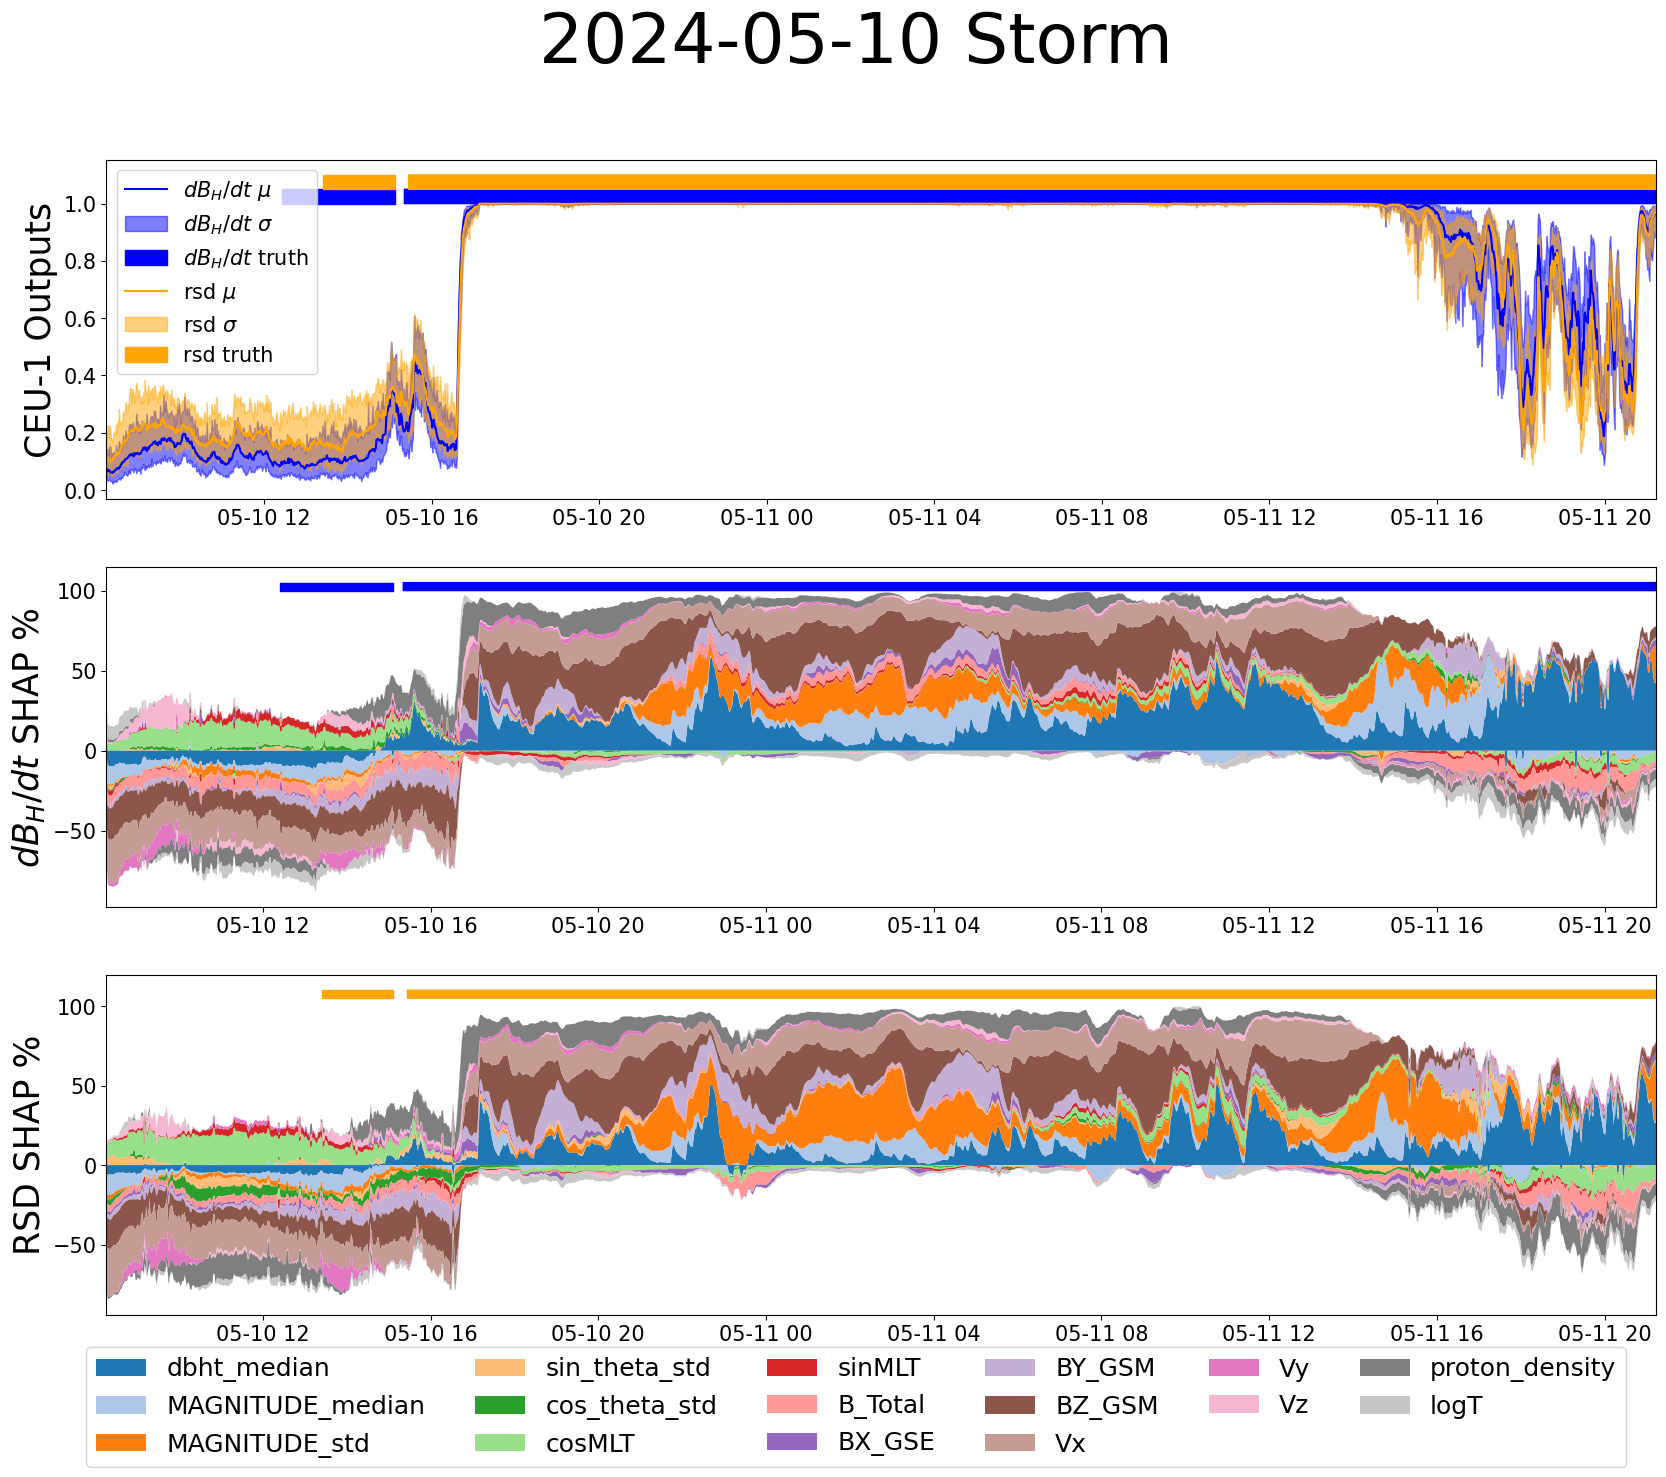 2024-05-10 Storm
CEU-1 Outputs
1.0
0.8
0.6
0.4
0.2
0.0
dB_H/dt μ
dB_H/dt σ
dB_H/dt truth
rsd μ
rsd σ
rsd truth
05-10 12 05-10 16 05-10 20 05-11 00 05-11 04 05-11 08 05-11 12 05-11 16 05-11 20
dB_H/dt SHAP %
100
50
0
−50
05-10 12 05-10 16 05-10 20 05-11 00 05-11 04 05-11 08 05-11 12 05-11 16 05-11 20
RSD SHAP %
100
50
0
−50
05-10 12 05-10 16 05-10 20 05-11 00 05-11 04 05-11 08 05-11 12 05-11 16 05-11 20
dbht_median sin_theta_std sinMLT BY_GSM Vy proton_density
MAGNITUDE_median cos_theta_std B_Total BZ_GSM Vz logT
MAGNITUDE_std cosMLT BX_GSE Vx